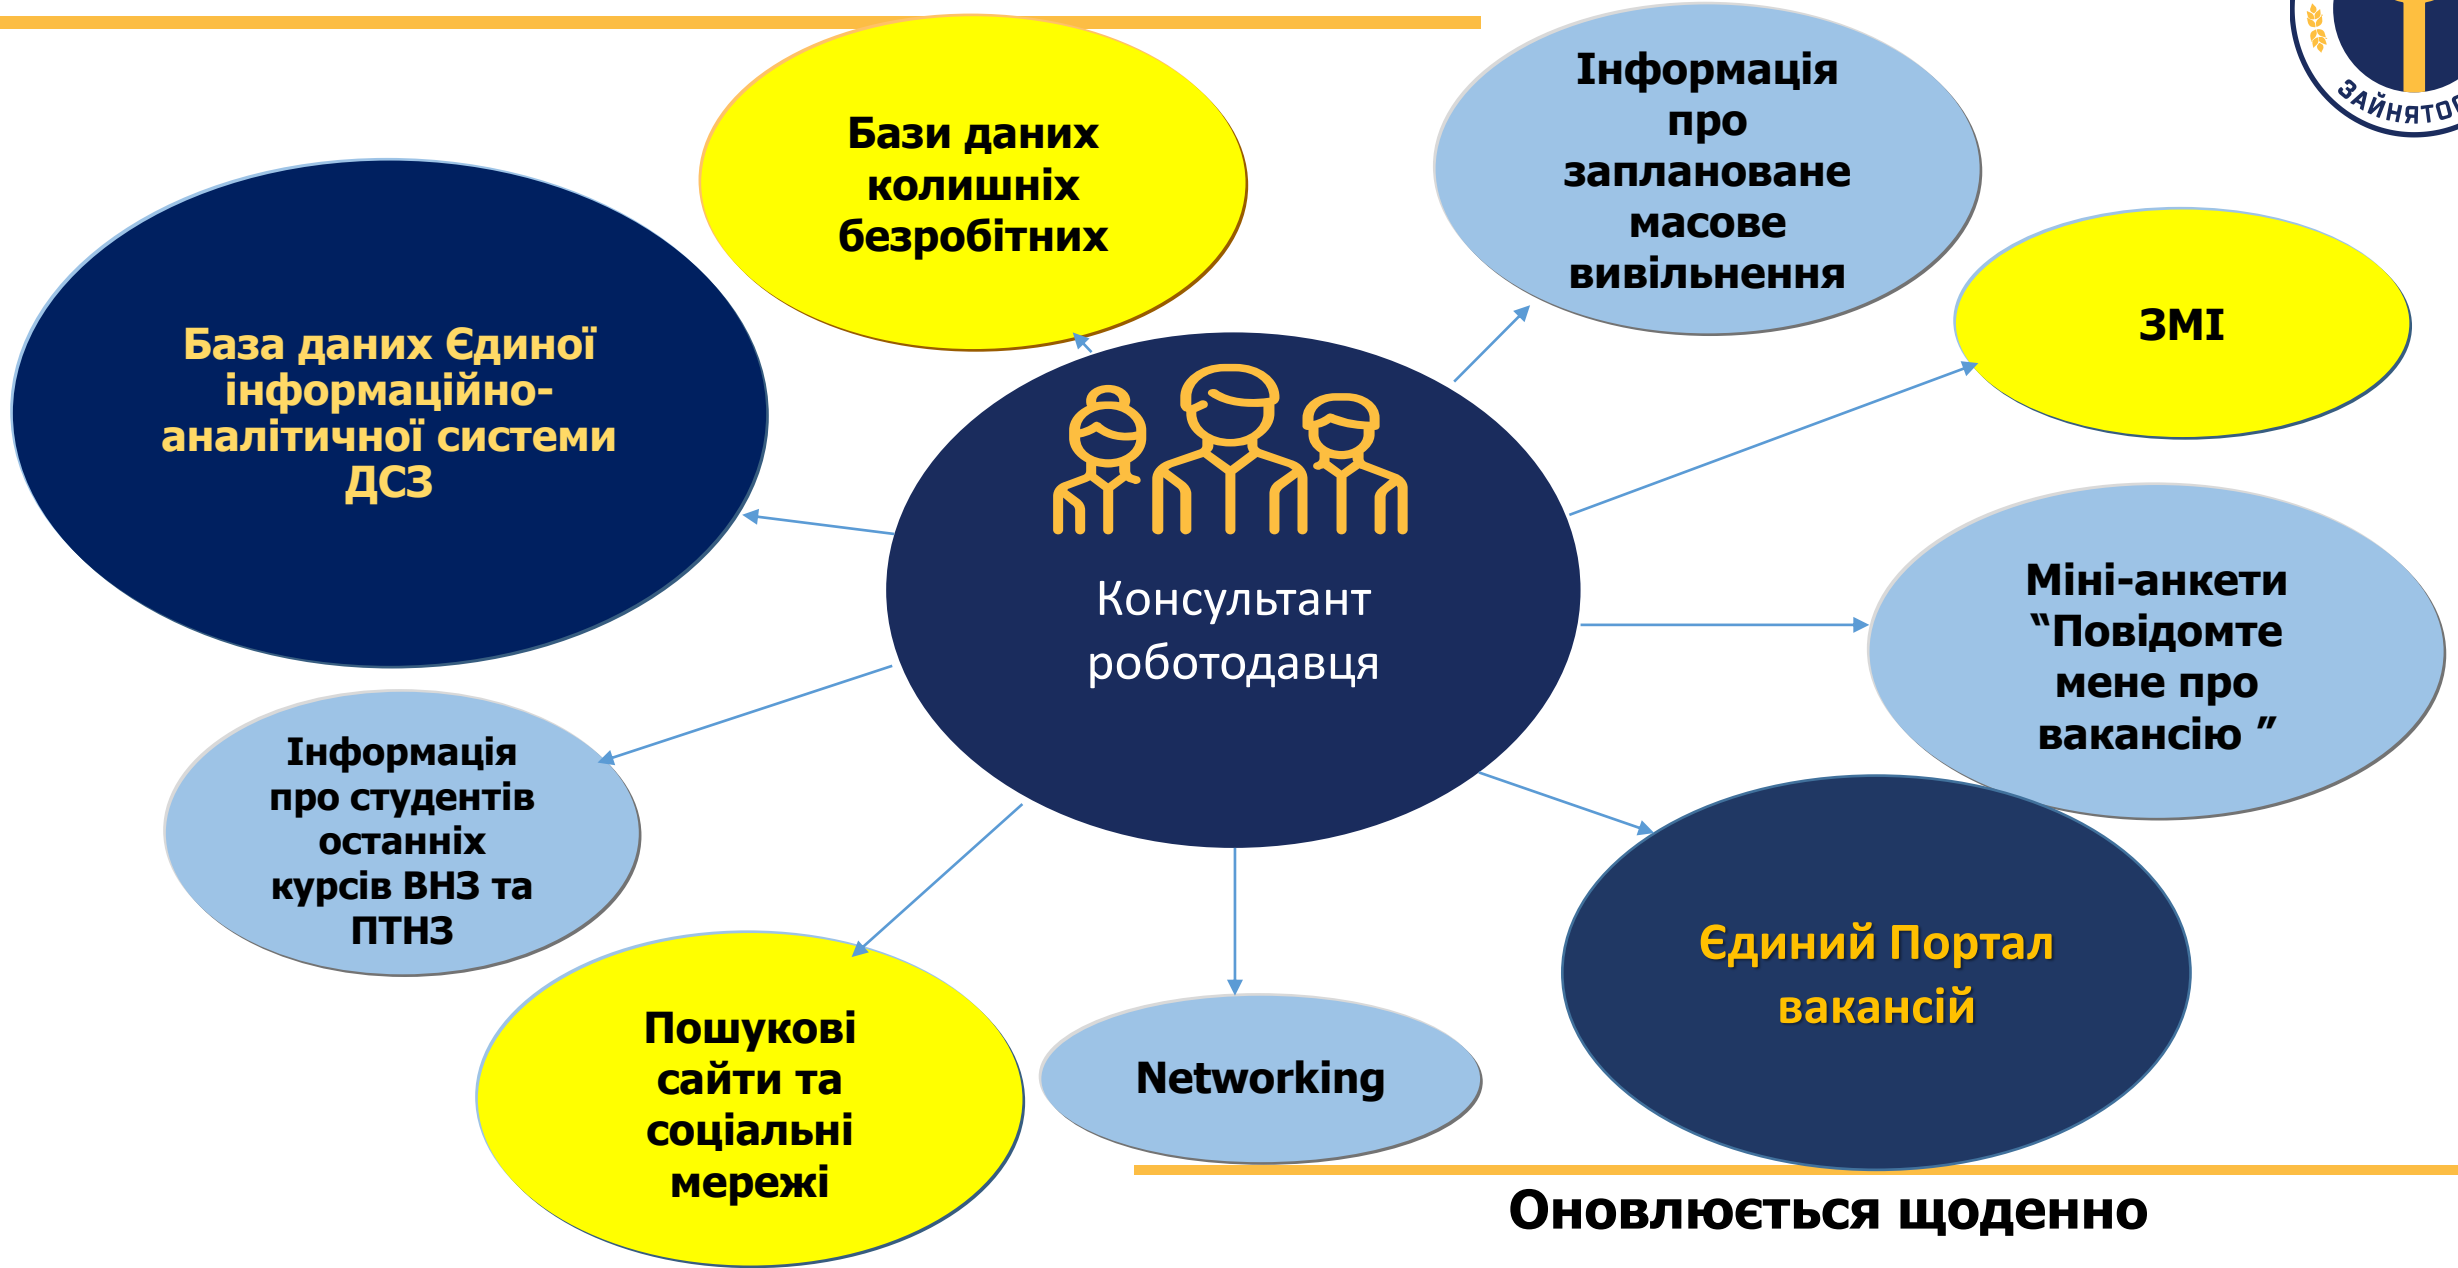 Бази даних
колишніх
безробітних
Інформація
про
заплановане
масове
вивільнення
ЗМІ
База даних Єдиної
інформаційно-
аналітичної системи
ДСЗ
Консультант
роботодавця
Міні-анкети
“Повідомте
мене про
вакансію ”
Інформація
про студентів
останніх
курсів ВНЗ та
ПТНЗ
Єдиний Портал
вакансій
Пошукові
сайти та
соціальні
мережі
Networking
Оновлюється щоденно